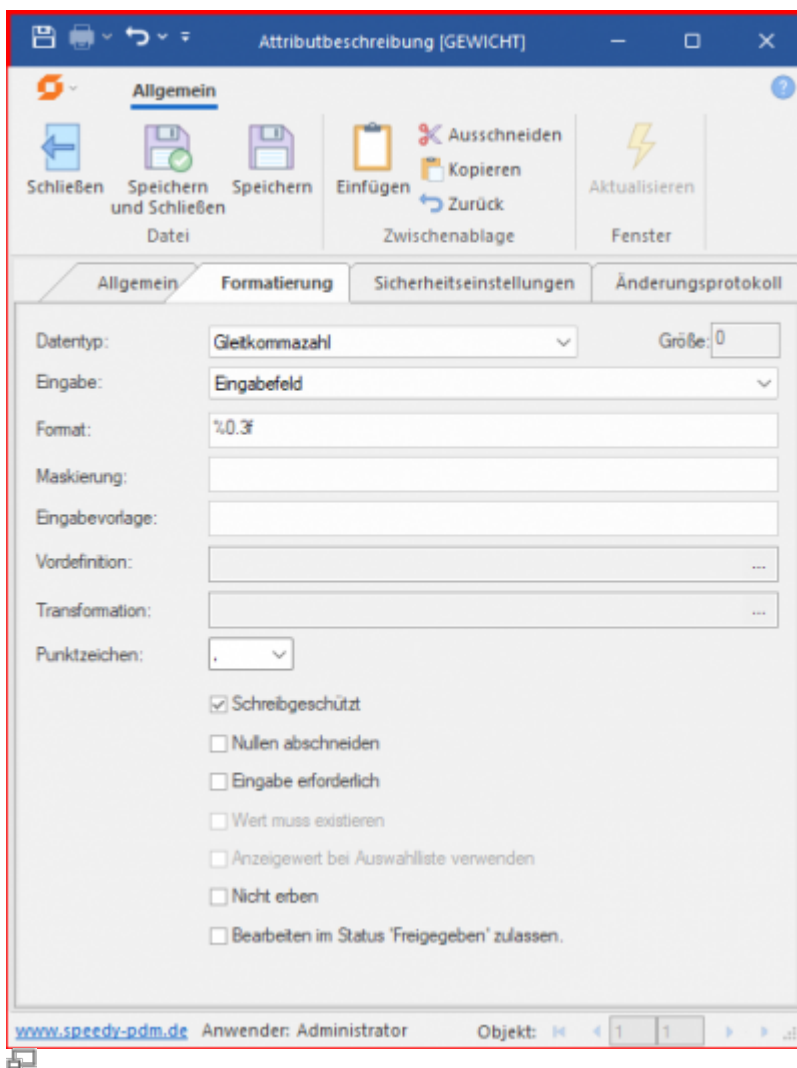 Attributbeschreibung [GEWICHT]
Allgemein
Schließen
Speichern und Schließen
Speichern
Einfügen
Ausschneiden
Kopieren
Zurück
Aktualisieren
Datei
Zwischenablage
Fenster
Allgemein
Formatierung
Sicherheitseinstellungen
Änderungsprotokoll
Datentyp: Gleitkommazahl Größe: 0
Eingabe: Eingabefeld
Format: %0.3f
Maskierung:
Eingabevorlage:
Vordefinition: ...
Transformation: ...
Punktzeichen: .
Schreibgeschützt
Nullen abschneiden
Eingabe erforderlich
Wert muss existieren
Anzeigewert bei Auswahlliste verwenden
Nicht erben
Bearbeiten im Status 'Freigegeben' zulassen.
www.speedy-pdm.de Anwender: Administrator Objekt: 1 1